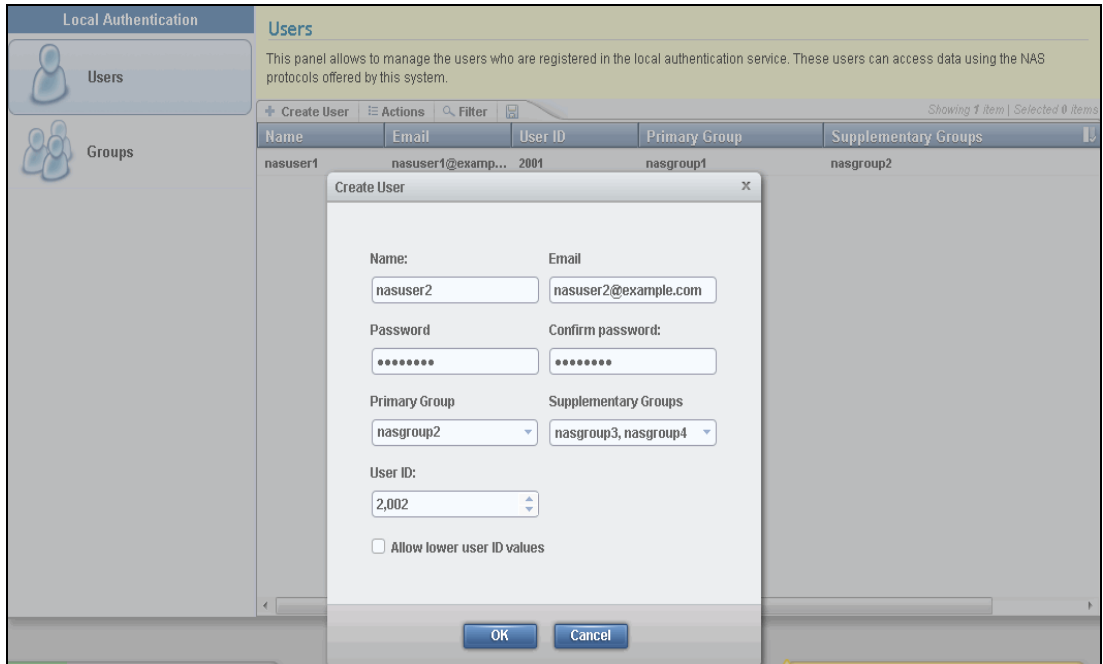 Local Authentication
Users
Groups
Users
This panel allows to manage the users who are registered in the local authentication service. These users can access data using the NAS
protocols offered by this system.
Create User Actions Filter Showing 1 item | Selected 0 items
Name Email User ID Primary Group Supplementary Groups
nasuser1 nasuser1@examp... 2001 nasgroup1 nasgroup2
Create User x
Name: Email
nasuser2 nasuser2@example.com
Password Confirm password:
•••••••• ••••••••
Primary Group Supplementary Groups
nasgroup2 nasgroup3, nasgroup4
User ID:
2,002
Allow lower user ID values
OK Cancel